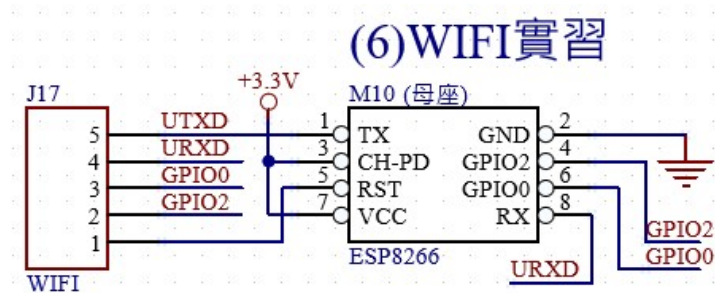 (6)WIFI實習
+3.3V
J17
M10 (母座)
5 UTXD
4 URXD
3 GPIO0
2 GPIO2
1
WIFI
1 TX
3 CH-PD
5 RST
7 VCC
GND 2
GPIO2 4
GPIO0 6
RX 8
ESP8266
GPIO2
GPIO0
URXD